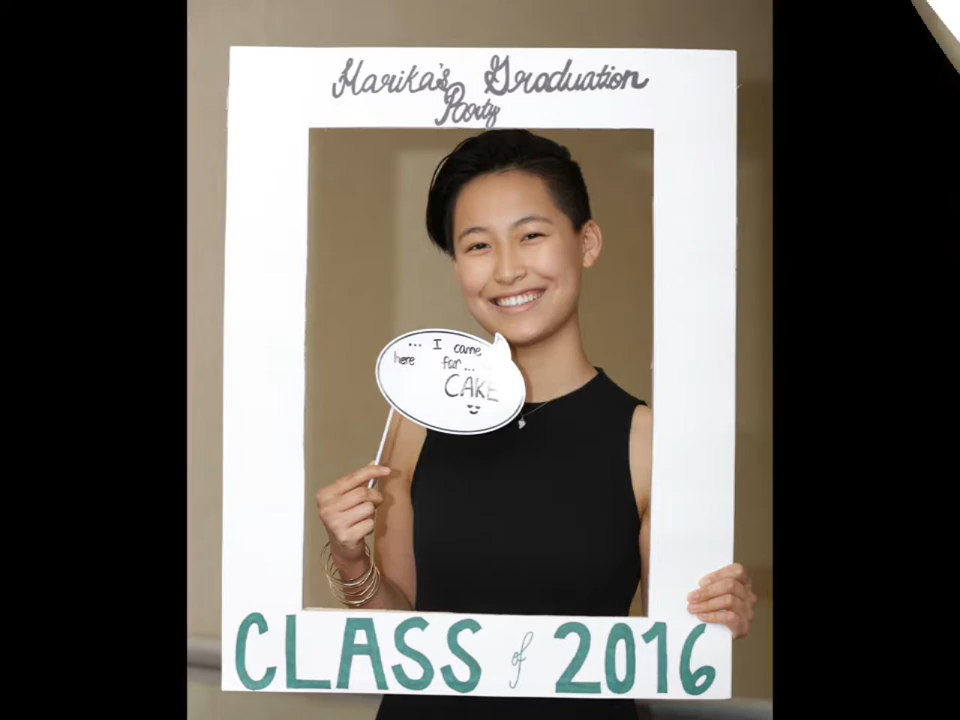 Marika's Graduation
Party
... I came
here for...
CAKE
CLASS of 2016